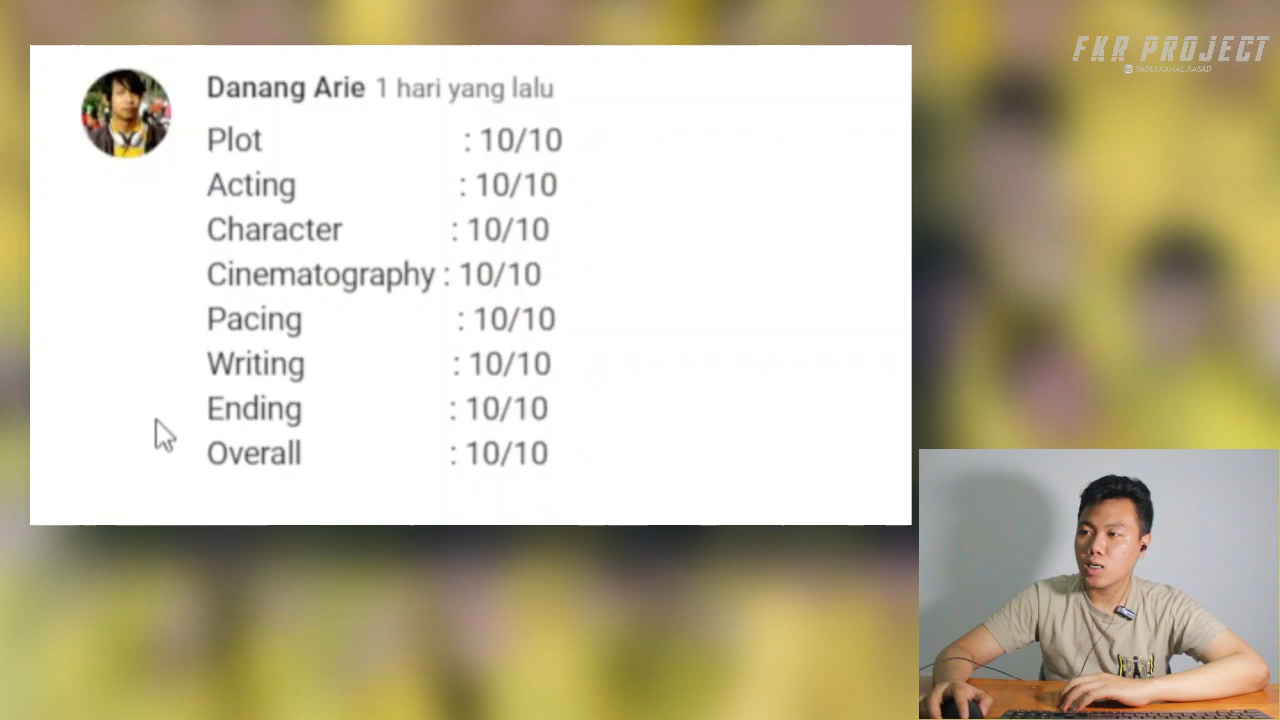 FKR PROJECT
Danang Arie 1 hari yang lalu
Plot : 10/10
Acting : 10/10
Character : 10/10
Cinematography : 10/10
Pacing : 10/10
Writing : 10/10
Ending : 10/10
Overall : 10/10